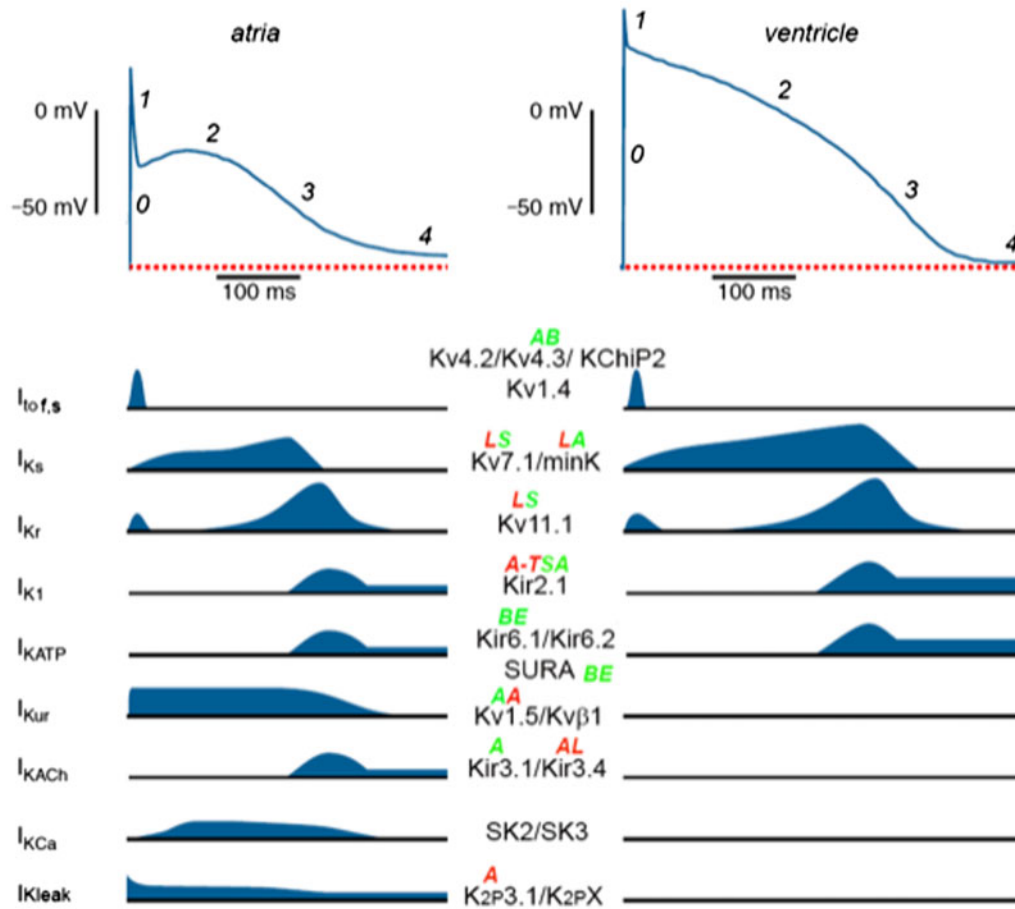 atria
ventricle
1
1
0 mV
2
0 mV
2
0
3
0
3
−50 mV
4
−50 mV
4
100 ms
100 ms
AB
Kv4.2/Kv4.3/ KChiP2
Itof,s
Kv1.4
LS LA
IKs
Kv7.1/minK
LS
IKr
Kv11.1
A-TSA
IK1
Kir2.1
BE
IKATP
Kir6.1/Kir6.2
SURA BE
AA
IKur
Kv1.5/Kvβ1
A AL
IKACh
Kir3.1/Kir3.4
IKCa
SK2/SK3
A
IKleak
K2P3.1/K2PX